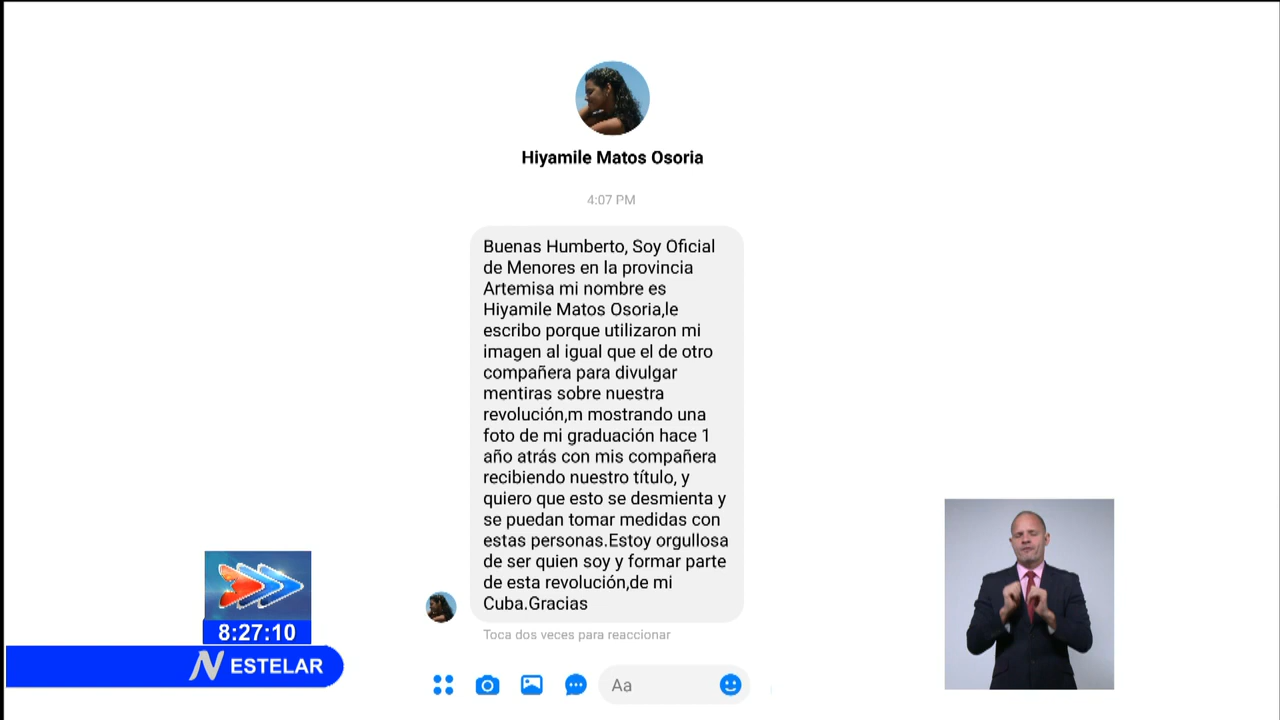 Hiyamile Matos Osoria
4:07 PM
Buenas Humberto, Soy Oficial
de Menores en la provincia
Artemisa mi nombre es
Hiyamile Matos Osoria,le
escribo porque utilizaron mi
imagen al igual que el de otro
compañera para divulgar
mentiras sobre nuestra
revolución,m mostrando una
foto de mi graduación hace 1
año atrás con mis compañera
recibiendo nuestro título, y
quiero que esto se desmienta y
se puedan tomar medidas con
estas personas.Estoy orgullosa
de ser quien soy y formar parte
de esta revolución,de mi
Cuba.Gracias
Toca dos veces para reaccionar
Aa
8:27:10
N ESTELAR